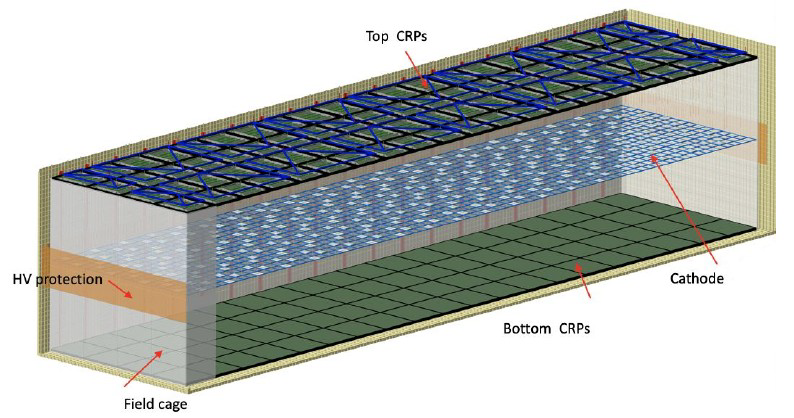 Top CRPs
HV protection
Cathode
Bottom CRPs
Field cage